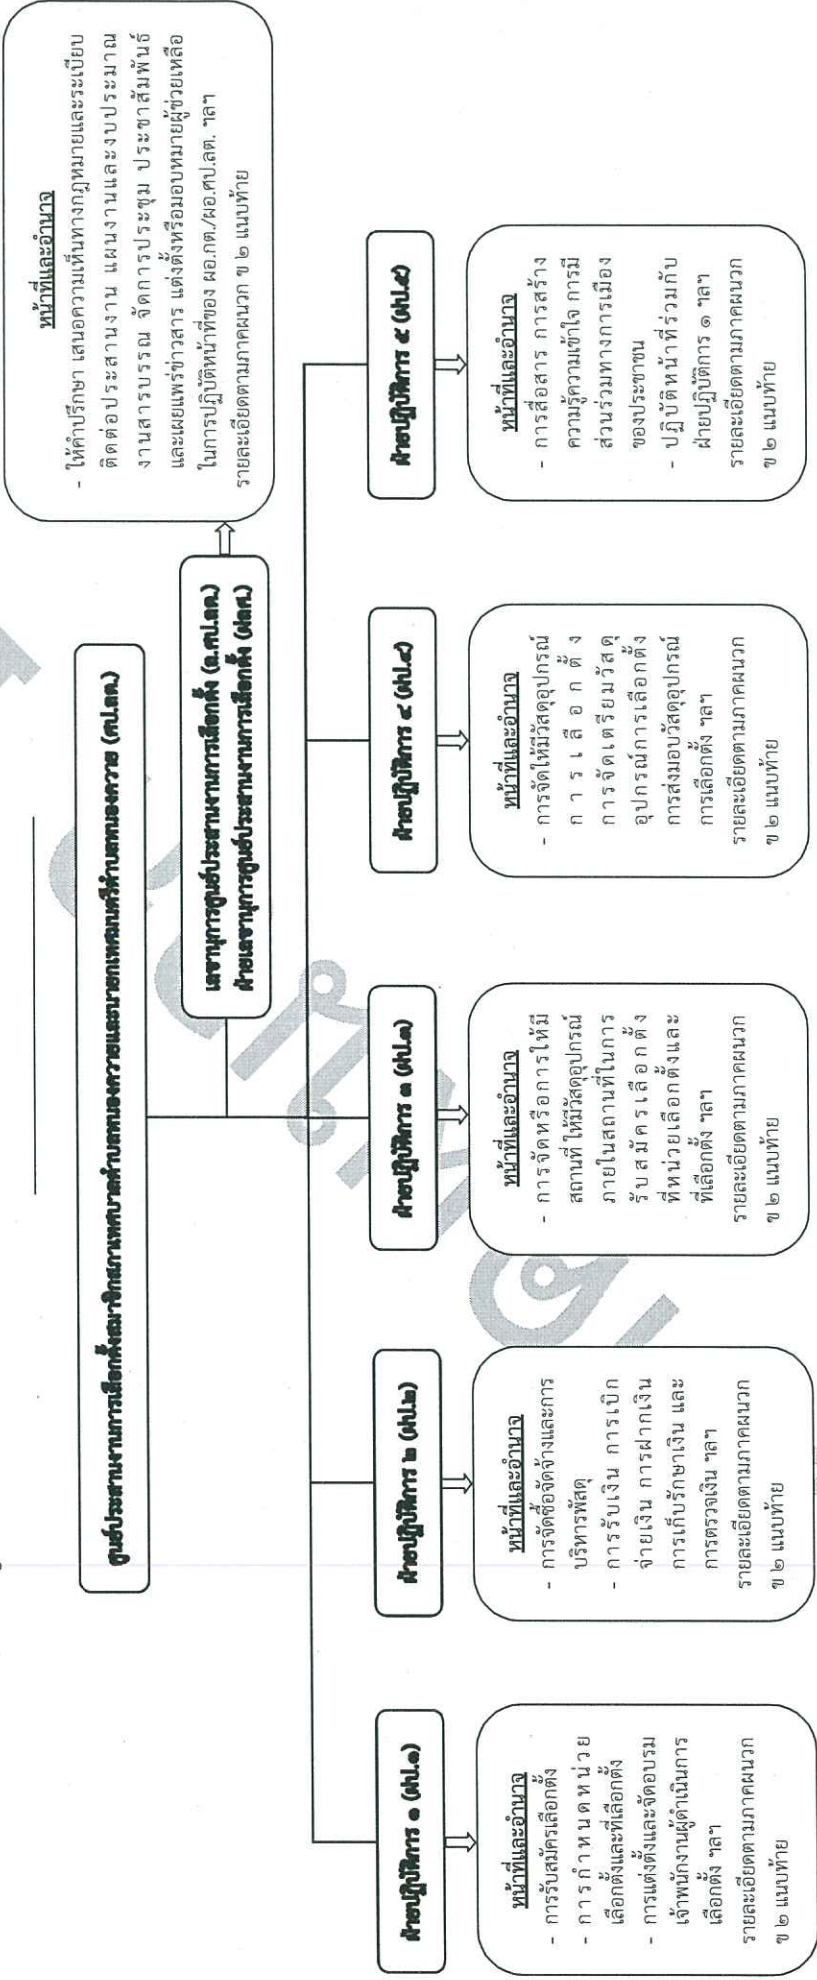 ศูนย์ประสานงานการเลือกตั้งสมาชิกสภาเทศบาลตำบลหนองควายและนายกเทศมนตรีตำบลหนองควาย (ศป.ลต.)
เลขานุการศูนย์ประสานงานการเลือกตั้ง (ล.ศป.ลต.)
ฝ่ายเลขานุการศูนย์ประสานงานการเลือกตั้ง (ฝลศ.)
หน้าที่และอำนาจ
- ให้คำปรึกษา เสนอความเห็นทางกฎหมายและระเบียบ
ติดต่อประสานงาน แผนงานและงบประมาณ
งานสารบรรณ จัดการประชุม ประชาสัมพันธ์
และเผยแพร่ข่าวสาร แต่งตั้งหรือมอบหมายผู้ช่วยเหลือ
ในการปฏิบัติหน้าที่ของ ผอ.กต./ผอ.ศป.ลต. ฯลฯ
รายละเอียดตามภาคผนวก ข ๒ แนบท้าย
ฝ่ายปฏิบัติการ ๑ (ฝป.๑)
หน้าที่และอำนาจ
- การรับสมัครเลือกตั้ง
- การกำหนดหน่วย
เลือกตั้งและที่เลือกตั้ง
- การแต่งตั้งและจัดอบรม
เจ้าพนักงานผู้ดำเนินการ
เลือกตั้ง ฯลฯ
รายละเอียดตามภาคผนวก
ข ๒ แนบท้าย
ฝ่ายปฏิบัติการ ๒ (ฝป.๒)
หน้าที่และอำนาจ
- การจัดซื้อจัดจ้างและการ
บริหารพัสดุ
- การรับเงิน การเบิก
จ่ายเงิน การฝากเงิน
การเก็บรักษาเงิน และ
การตรวจเงิน ฯลฯ
รายละเอียดตามภาคผนวก
ข ๒ แนบท้าย
ฝ่ายปฏิบัติการ ๓ (ฝป.๓)
หน้าที่และอำนาจ
- การจัดหรือการให้มี
สถานที่ ให้มีวัสดุอุปกรณ์
ภายในสถานที่ในการ
รับสมัครเลือกตั้ง
ที่หน่วยเลือกตั้งและ
ที่เลือกตั้ง ฯลฯ
รายละเอียดตามภาคผนวก
ข ๒ แนบท้าย
ฝ่ายปฏิบัติการ ๔ (ฝป.๔)
หน้าที่และอำนาจ
- การจัดให้มีวัสดุอุปกรณ์
การเลือกตั้ง
การจัดเตรียมวัสดุ
อุปกรณ์การเลือกตั้ง
การส่งมอบวัสดุอุปกรณ์
การเลือกตั้ง ฯลฯ
รายละเอียดตามภาคผนวก
ข ๒ แนบท้าย
ฝ่ายปฏิบัติการ ๕ (ฝป.๕)
หน้าที่และอำนาจ
- การสื่อสาร การสร้าง
ความรู้ความเข้าใจ การมี
ส่วนร่วมทางการเมือง
ของประชาชน
- ปฏิบัติหน้าที่ร่วมกับ
ฝ่ายปฏิบัติการ ๑ ฯลฯ
รายละเอียดตามภาคผนวก
ข ๒ แนบท้าย